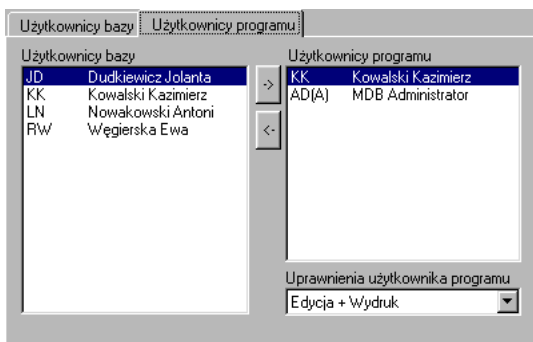 Użytkownicy bazy
Użytkownicy programu
Użytkownicy bazy
JD Dudkiewicz Jolanta
KK Kowalski Kazimierz
LN Nowakowski Antoni
RW Węgierska Ewa
->
<-
Użytkownicy programu
KK Kowalski Kazimierz
AD(A) MDB Administrator
Uprawnienia użytkownika programu
Edycja + Wydruk